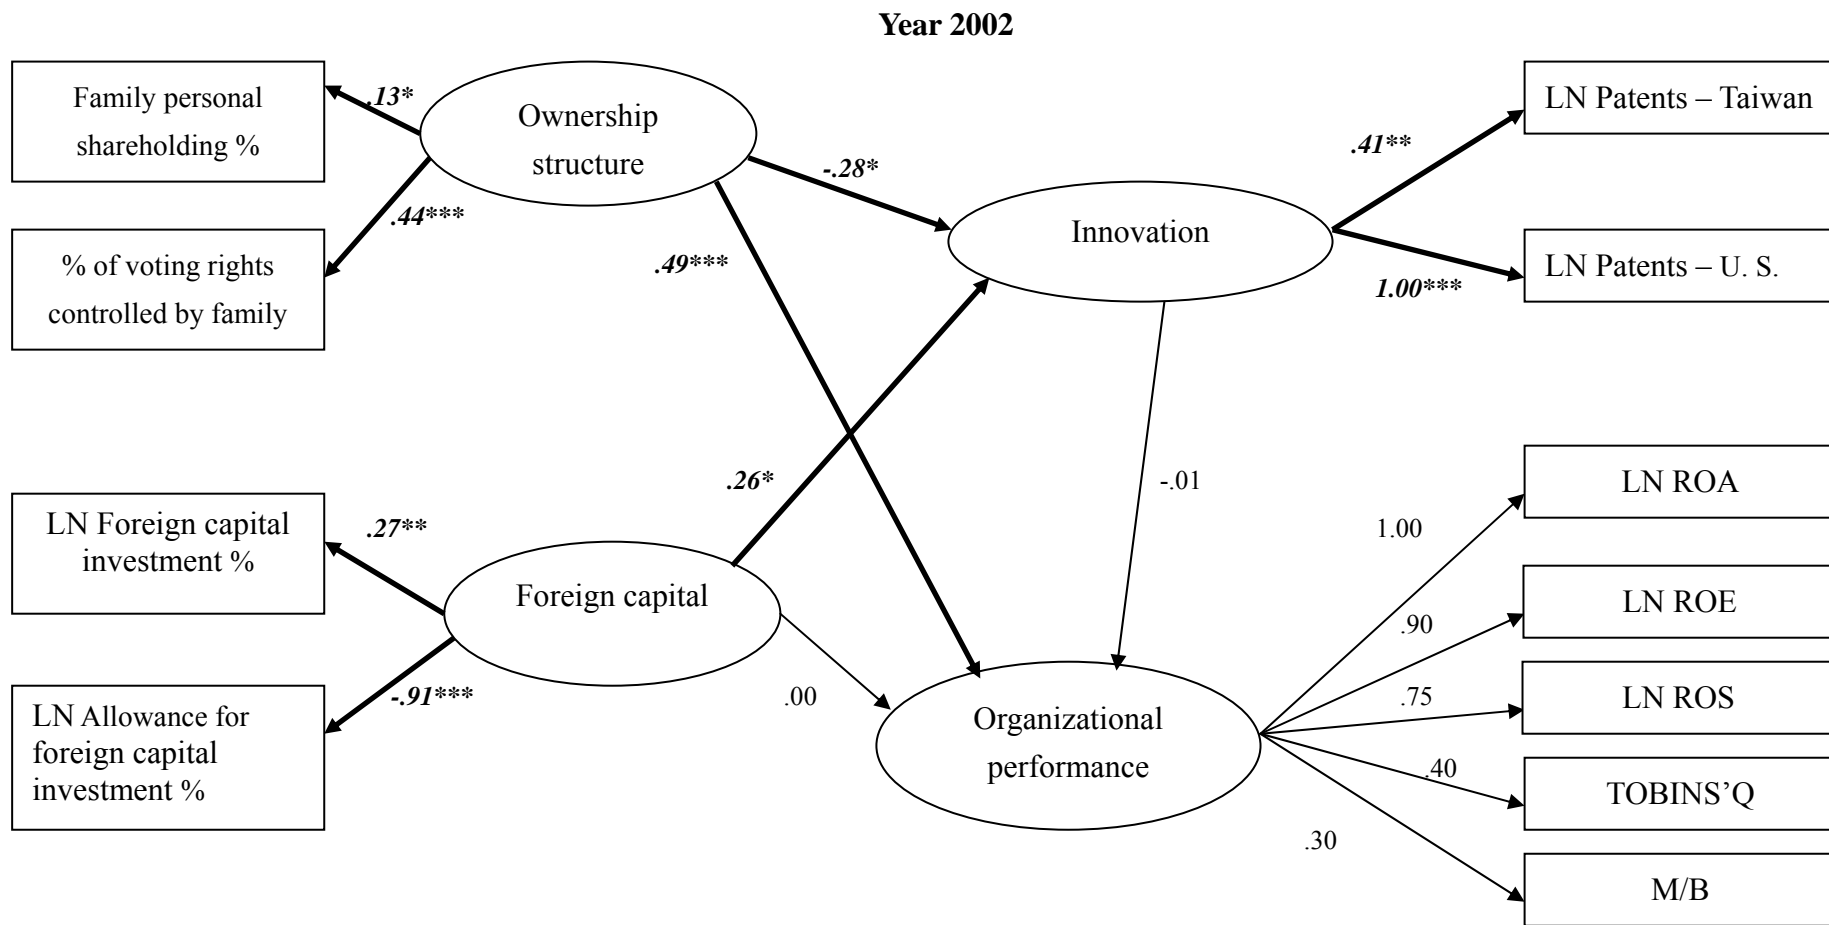 Year 2002
Family personal
shareholding %
.13*
Ownership
structure
.44***
% of voting rights
controlled by family
-.28*
.49***
Innovation
.41**
1.00***
LN Patents – Taiwan
LN Patents – U. S.
LN Foreign capital
investment %
.27**
Foreign capital
.26*
-.91***
LN Allowance for
foreign capital
investment %
.00
-.01
Organizational
performance
1.00
.90
.75
.40
.30
LN ROA
LN ROE
LN ROS
TOBINS’Q
M/B